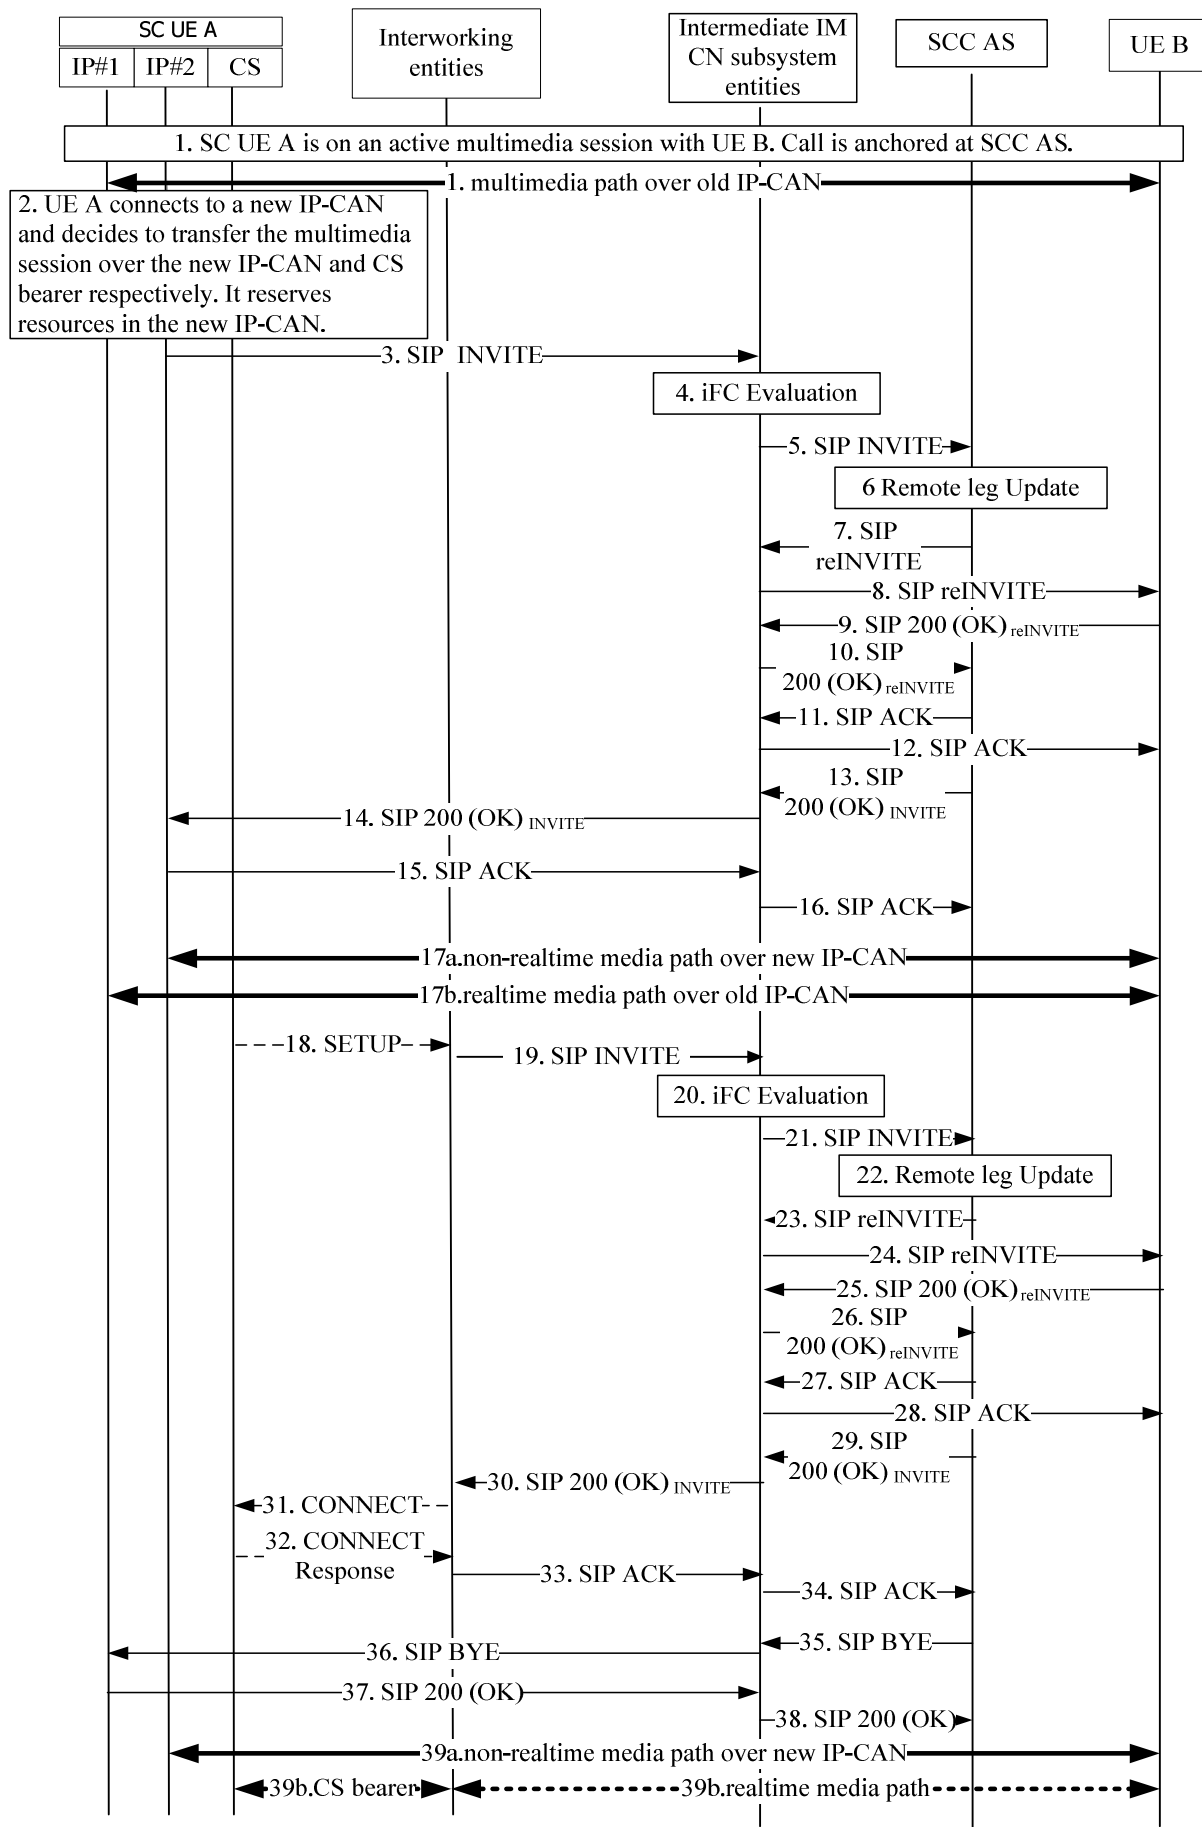 SC UE A
IP#1
IP#2
CS
Interworking
entities
Intermediate IM
CN subsystem
entities
SCC AS
UE B
1. SC UE A is on an active multimedia session with UE B. Call is anchored at SCC AS.
1. multimedia path over old IP-CAN
2. UE A connects to a new IP-CAN
and decides to transfer the multimedia
session over the new IP-CAN and CS
bearer respectively. It reserves
resources in the new IP-CAN.
3. SIP INVITE
4. iFC Evaluation
5. SIP INVITE
6 Remote leg Update
7. SIP
reINVITE
8. SIP reINVITE
9. SIP 200 (OK) reINVITE
10. SIP
200 (OK) reINVITE
11. SIP ACK
12. SIP ACK
13. SIP
200 (OK) INVITE
14. SIP 200 (OK) INVITE
15. SIP ACK
16. SIP ACK
17a.non-realtime media path over new IP-CAN
17b.realtime media path over old IP-CAN
18. SETUP
19. SIP INVITE
20. iFC Evaluation
21. SIP INVITE
22. Remote leg Update
23. SIP reINVITE
24. SIP reINVITE
25. SIP 200 (OK) reINVITE
26. SIP
200 (OK) reINVITE
27. SIP ACK
28. SIP ACK
29. SIP
200 (OK) INVITE
30. SIP 200 (OK) INVITE
31. CONNECT
32. CONNECT
Response
33. SIP ACK
34. SIP ACK
35. SIP BYE
36. SIP BYE
37. SIP 200 (OK)
38. SIP 200 (OK)
39a.non-realtime media path over new IP-CAN
39b.CS bearer
39b.realtime media path